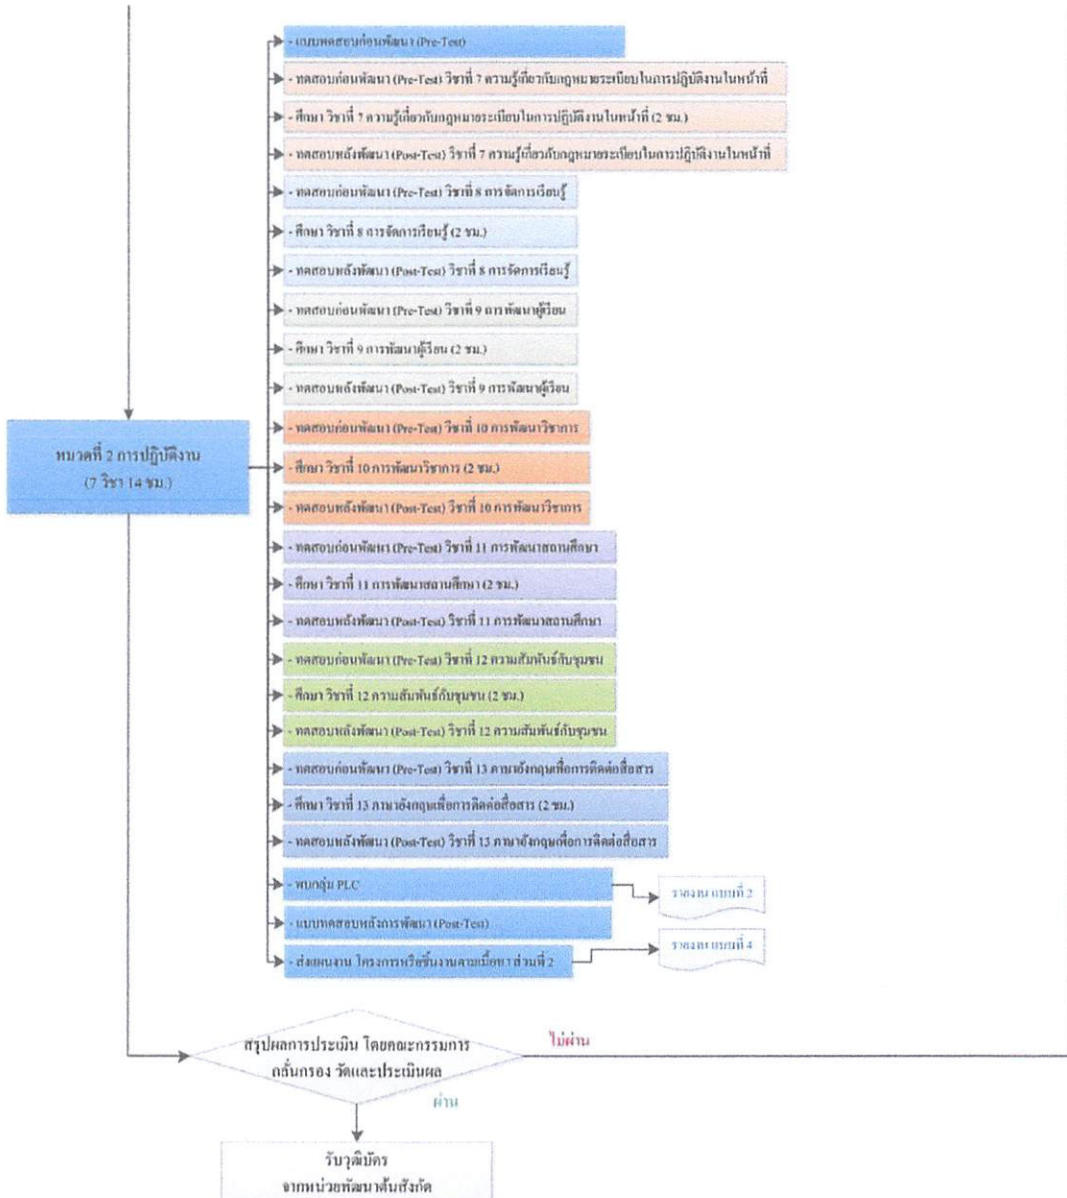 - แบบทดสอบก่อนพัฒนา (Pre-Test)
- ทดสอบก่อนพัฒนา (Pre-Test) วิชาที่ 7 ความรู้เกี่ยวกับกฎหมายระเบียบในการปฏิบัติงานในหน้าที่
- ศึกษา วิชาที่ 7 ความรู้เกี่ยวกับกฎหมายระเบียบในการปฏิบัติงานในหน้าที่ (2 ชม.)
- ทดสอบหลังพัฒนา (Post-Test) วิชาที่ 7 ความรู้เกี่ยวกับกฎหมายระเบียบในการปฏิบัติงานในหน้าที่
- ทดสอบก่อนพัฒนา (Pre-Test) วิชาที่ 8 การจัดการเรียนรู้
- ศึกษา วิชาที่ 8 การจัดการเรียนรู้ (2 ชม.)
- ทดสอบหลังพัฒนา (Post-Test) วิชาที่ 8 การจัดการเรียนรู้
- ทดสอบก่อนพัฒนา (Pre-Test) วิชาที่ 9 การพัฒนาผู้เรียน
- ศึกษา วิชาที่ 9 การพัฒนาผู้เรียน (2 ชม.)
- ทดสอบหลังพัฒนา (Post-Test) วิชาที่ 9 การพัฒนาผู้เรียน
หมวดที่ 2 การปฏิบัติงาน
(7 วิชา 14 ชม.)
- ทดสอบก่อนพัฒนา (Pre-Test) วิชาที่ 10 การพัฒนาวิชาการ
- ศึกษา วิชาที่ 10 การพัฒนาวิชาการ (2 ชม.)
- ทดสอบหลังพัฒนา (Post-Test) วิชาที่ 10 การพัฒนาวิชาการ
- ทดสอบก่อนพัฒนา (Pre-Test) วิชาที่ 11 การพัฒนาสถานศึกษา
- ศึกษา วิชาที่ 11 การพัฒนาสถานศึกษา (2 ชม.)
- ทดสอบหลังพัฒนา (Post-Test) วิชาที่ 11 การพัฒนาสถานศึกษา
- ทดสอบก่อนพัฒนา (Pre-Test) วิชาที่ 12 ความสัมพันธ์กับชุมชน
- ศึกษา วิชาที่ 12 ความสัมพันธ์กับชุมชน (2 ชม.)
- ทดสอบหลังพัฒนา (Post-Test) วิชาที่ 12 ความสัมพันธ์กับชุมชน
- ทดสอบก่อนพัฒนา (Pre-Test) วิชาที่ 13 ภาษาอังกฤษเพื่อการติดต่อสื่อสาร
- ศึกษา วิชาที่ 13 ภาษาอังกฤษเพื่อการติดต่อสื่อสาร (2 ชม.)
- ทดสอบหลังพัฒนา (Post-Test) วิชาที่ 13 ภาษาอังกฤษเพื่อการติดต่อสื่อสาร
- พบกลุ่ม PLC
รายงาน แบบที่ 2
- แบบทดสอบหลังการพัฒนา (Post-Test)
- ส่งแผนงาน โครงการหรือชิ้นงานตามเนื้อหา ส่วนที่ 2
รายงาน แบบที่ 4
สรุปผลการประเมิน โดยคณะกรรมการ
กลั่นกรอง วัดและประเมินผล
ไม่ผ่าน
ผ่าน
รับวุฒิบัตร
จากหน่วยพัฒนาต้นสังกัด